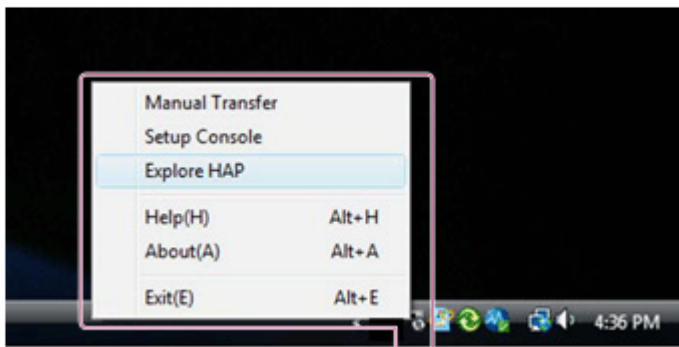 Manual Transfer
Setup Console
Explore HAP
Help(H) Alt+H
About(A) Alt+A
Exit(E) Alt+E
4:36 PM